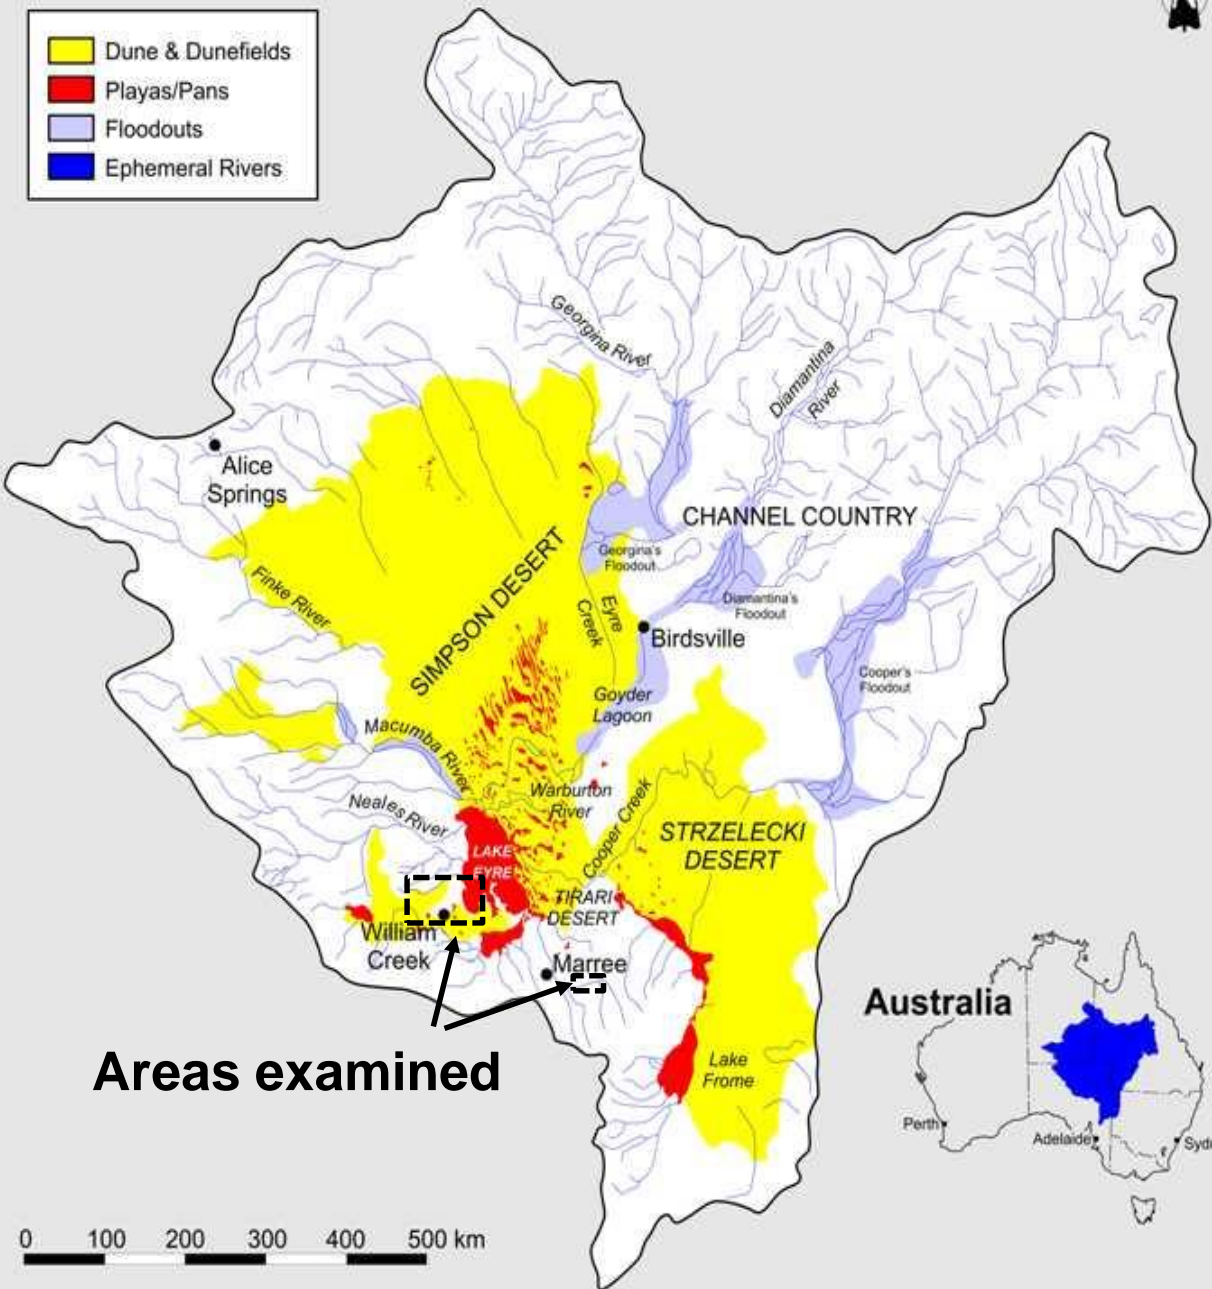 Dune & Dunefields
Playas/Pans
Floodouts
Ephemeral Rivers
Georgina River
Diamantina
River
Alice
Springs
CHANNEL COUNTRY
SIMPSON DESERT
Georgina's
Floodout
Finke River
Eyre
Creek
Diamantina's
Floodout
Birdsville
Cooper's
Floodout
Goyder
Lagoon
Macumba River
Warburton
River
Neales River
Cooper Creek
STRZELECKI
DESERT
LAKE
EYRE
TIRARI
DESERT
William
Creek
Marree
Areas examined
Lake
Frome
Australia
Perth
Adelaide
Syd
0 100 200 300 400 500 km